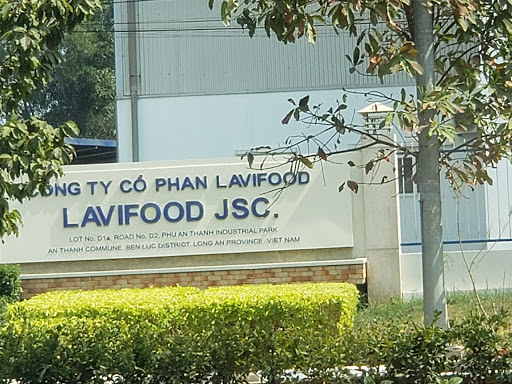 CÔNG TY CỔ PHẦN LAVIFOOD
LAVIFOOD JSC.
LOT No. D1a, ROAD No. D2, PHU AN THANH INDUSTRIAL PARK
AN THANH COMMUNE, BEN LUC DISTRICT, LONG AN PROVINCE, VIET NAM